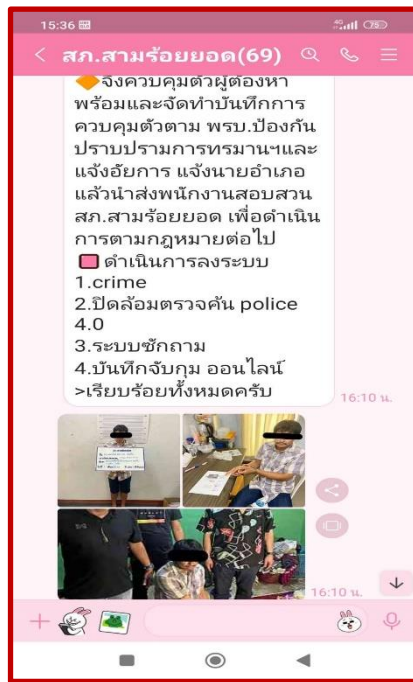 15:36
4G
75
สภ.สามร้อยยอด(69)
🔶จึงควบคุมตัวผู้ต้องหา
พร้อมและจัดทำบันทึกการ
ควบคุมตัวตาม พรบ.ป้องกัน
ปราบปรามการทรมานฯและ
แจ้งอัยการ แจ้งนายอำเภอ
แล้วนำส่งพนักงานสอบสวน
สภ.สามร้อยยอด เพื่อดำเนิน
การตามกฎหมายต่อไป
ดำเนินการลงระบบ
1.crime
2.ปิดล้อมตรวจค้น police
4.0
3.ระบบซักถาม
4.บันทึกจับกุม ออนไลน์
>เรียบร้อยทั้งหมดครับ
16:10 น.
16:10 น.